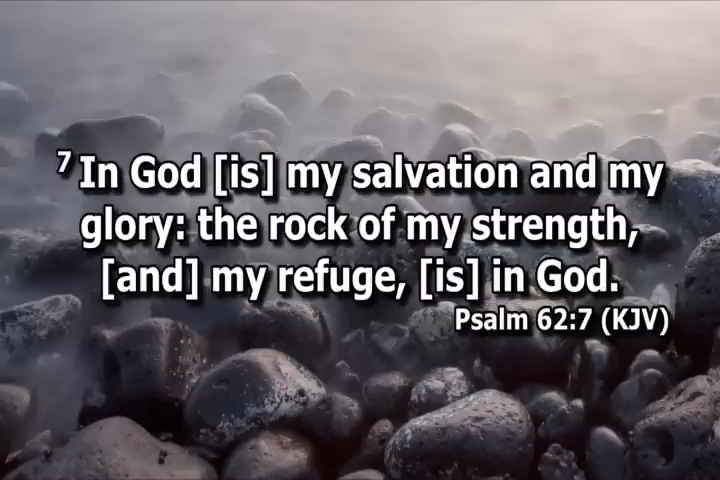 7 In God [is] my salvation and my
glory: the rock of my strength,
[and] my refuge, [is] in God.
Psalm 62:7 (KJV)